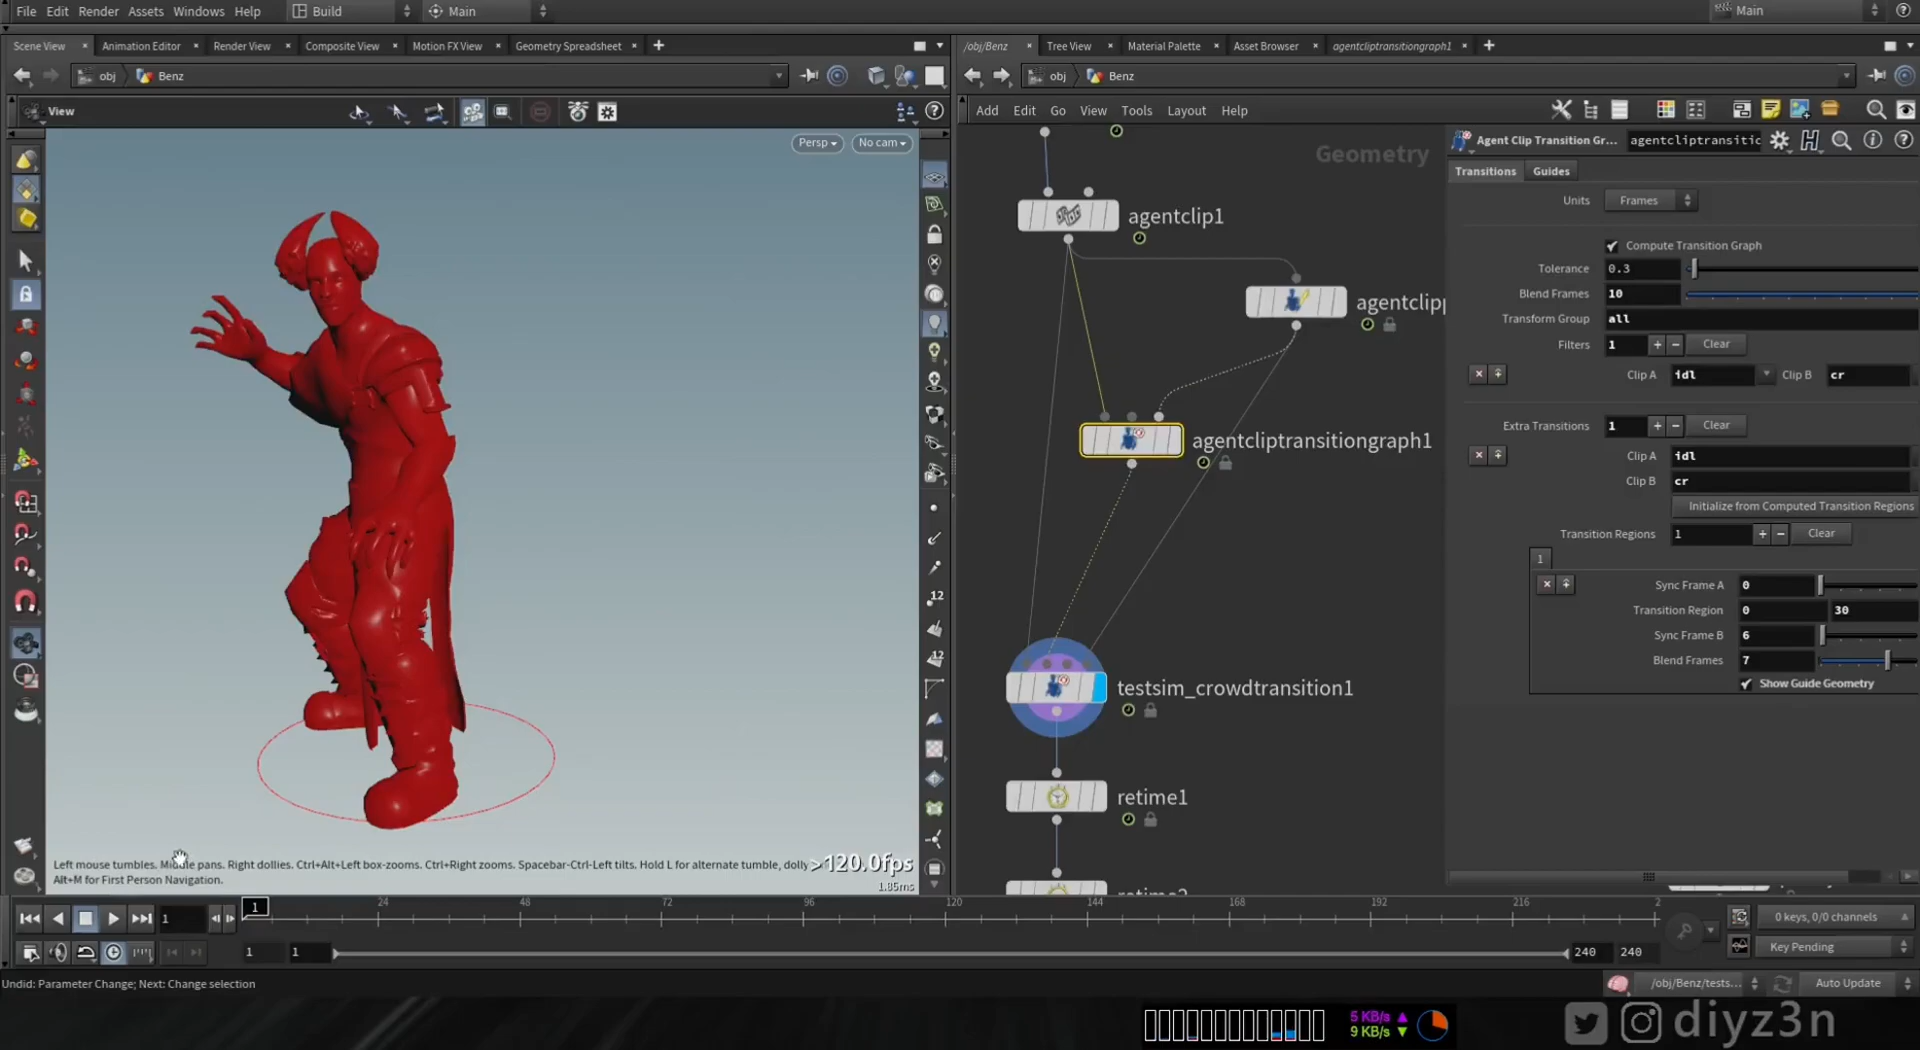 File Edit Render Assets Windows Help Build Main Main
Scene View Animation Editor Render View Composite View Motion FX View Geometry Spreadsheet
/obj/Benz Tree View Material Palette Asset Browser agentcliptransitiongraph1
obj Benz
obj Benz
View
Add Edit Go View Tools Layout Help
Persp No cam
Geometry
Agent Clip Transition Gr... agentcliptransitic
Transitions Guides
Units Frames
Compute Transition Graph
Tolerance 0.3
Blend Frames 10
Transform Group all
Filters 1 Clear
Clip A idl Clip B cr
Extra Transitions 1 Clear
Clip A idl
Clip B cr
Initialize from Computed Transition Regions
Transition Regions 1 Clear
1
Sync Frame A 0
Transition Region 0 30
Sync Frame B 6
Blend Frames 7
Show Guide Geometry
agentclip1
agentclipp
agentcliptransitiongraph1
testsim_crowdtransition1
retime1
12
12
Left mouse tumbles. Middle pans. Right dollies. Ctrl+Alt+Left box-zooms. Ctrl+Right zooms. Spacebar-Ctrl-Left tilts. Hold L for alternate tumble, dolly
Alt+M for First Person Navigation.
>120.0fps
1.85ms
1 1 24 48 72 96 120 144 168 192 216 2
0 keys, 0/0 channels
1 1 240 240
Key Pending
Undid: Parameter Change; Next: Change selection
/obj/Benz/tests... Auto Update
5 KB/s
9 KB/s
diyz3n